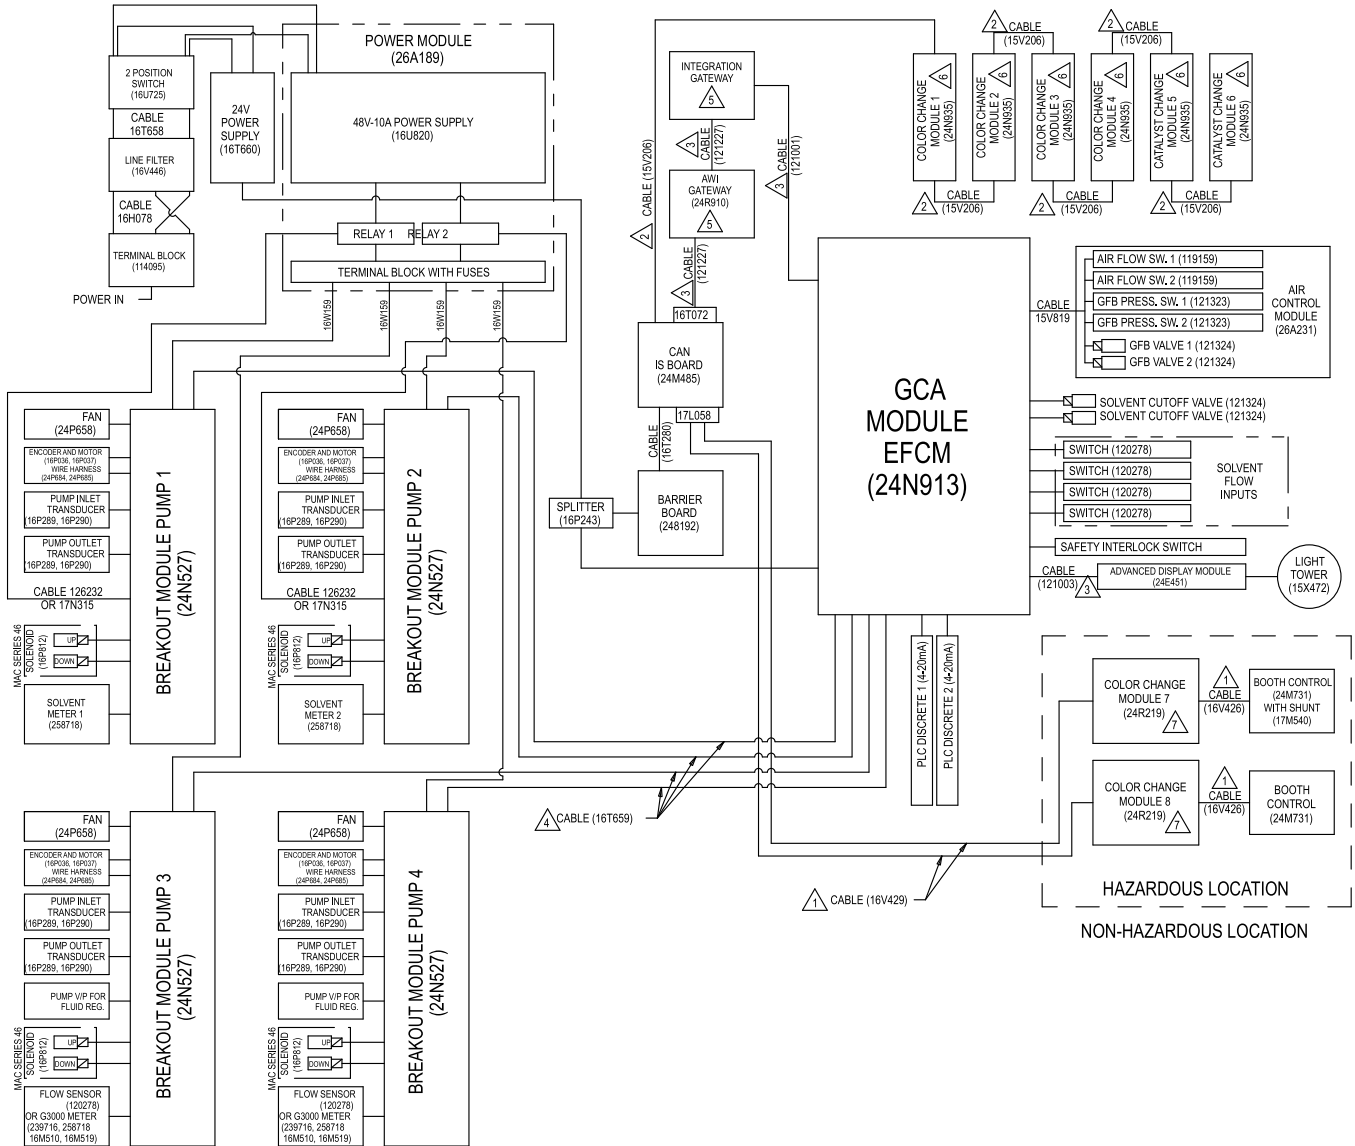 POWER MODULE
(26A189)
2 POSITION
SWITCH
(16U725)
CABLE
16T658
LINE FILTER
(16V446)
CABLE
16H078
TERMINAL BLOCK
(114095)
POWER IN
24V
POWER
SUPPLY
(16T660)
48V-10A POWER SUPPLY
(16U820)
RELAY 1
RELAY 2
TERMINAL BLOCK WITH FUSES
16W159
16W159
16W159
16W159
INTEGRATION
GATEWAY
5
3
CABLE
(121227)
AWI
GATEWAY
(24R910)
5
2
CABLE (15V206)
3
CABLE
(121001)
3
CABLE
(121227)
16T072
CAN
IS BOARD
(24M485)
17L058
CABLE
(16T280)
BARRIER
BOARD
(248192)
SPLITTER
(16P243)
2
CABLE
(15V206)
2
CABLE
(15V206)
COLOR CHANGE
MODULE 1
(24N935)
6
COLOR CHANGE
MODULE 2
(24N935)
6
COLOR CHANGE
MODULE 3
(24N935)
6
COLOR CHANGE
MODULE 4
(24N935)
6
CATALYST CHANGE
MODULE 5
(24N935)
6
CATALYST CHANGE
MODULE 6
(24N935)
6
2
CABLE
(15V206)
2
CABLE
(15V206)
2
CABLE
(15V206)
GCA
MODULE
EFCM
(24N913)
CABLE
15V819
AIR FLOW SW. 1 (119159)
AIR FLOW SW. 2 (119159)
GFB PRESS. SW. 1 (121323)
GFB PRESS. SW. 2 (121323)
GFB VALVE 1 (121324)
GFB VALVE 2 (121324)
AIR
CONTROL
MODULE
(26A231)
SOLVENT CUTOFF VALVE (121324)
SOLVENT CUTOFF VALVE (121324)
SWITCH (120278)
SWITCH (120278)
SWITCH (120278)
SWITCH (120278)
SOLVENT
FLOW
INPUTS
SAFETY INTERLOCK SWITCH
CABLE
(121003)
3
ADVANCED DISPLAY MODULE
(24E451)
LIGHT
TOWER
(15X472)
PLC DISCRETE 1 (4-20mA)
PLC DISCRETE 2 (4-20mA)
COLOR CHANGE
MODULE 7
(24R219)
7
1
CABLE
(16V426)
BOOTH CONTROL
(24M731)
WITH SHUNT
(17M540)
COLOR CHANGE
MODULE 8
(24R219)
7
1
CABLE
(16V426)
BOOTH
CONTROL
(24M731)
HAZARDOUS LOCATION
NON-HAZARDOUS LOCATION
4
CABLE (16T659)
1
CABLE (16V429)
FAN
(24P658)
ENCODER AND MOTOR
(16P036, 16P037)
WIRE HARNESS
(24P684, 24P685)
PUMP INLET
TRANSDUCER
(16P289, 16P290)
PUMP OUTLET
TRANSDUCER
(16P289, 16P290)
CABLE 126232
OR 17N315
MAC SERIES 46
SOLENOID
(16P812)
UP
DOWN
SOLVENT
METER 1
(258718)
BREAKOUT MODULE PUMP 1
(24N527)
FAN
(24P658)
ENCODER AND MOTOR
(16P036, 16P037)
WIRE HARNESS
(24P684, 24P685)
PUMP INLET
TRANSDUCER
(16P289, 16P290)
PUMP OUTLET
TRANSDUCER
(16P289, 16P290)
CABLE 126232
OR 17N315
MAC SERIES 46
SOLENOID
(16P812)
UP
DOWN
SOLVENT
METER 2
(258718)
BREAKOUT MODULE PUMP 2
(24N527)
FAN
(24P658)
ENCODER AND MOTOR
(16P036, 16P037)
WIRE HARNESS
(24P684, 24P685)
PUMP INLET
TRANSDUCER
(16P289, 16P290)
PUMP OUTLET
TRANSDUCER
(16P289, 16P290)
PUMP V/P FOR
FLUID REG.
MAC SERIES 46
SOLENOID
(16P812)
UP
DOWN
FLOW SENSOR
(120278)
OR G3000 METER
(239716, 258718
16M510, 16M519)
BREAKOUT MODULE PUMP 3
(24N527)
FAN
(24P658)
ENCODER AND MOTOR
(16P036, 16P037)
WIRE HARNESS
(24P684, 24P685)
PUMP INLET
TRANSDUCER
(16P289, 16P290)
PUMP OUTLET
TRANSDUCER
(16P289, 16P290)
PUMP V/P FOR
FLUID REG.
MAC SERIES 46
SOLENOID
(16P812)
UP
DOWN
FLOW SENSOR
(120278)
OR G3000 METER
(239716, 258718
16M510, 16M519)
BREAKOUT MODULE PUMP 4
(24N527)